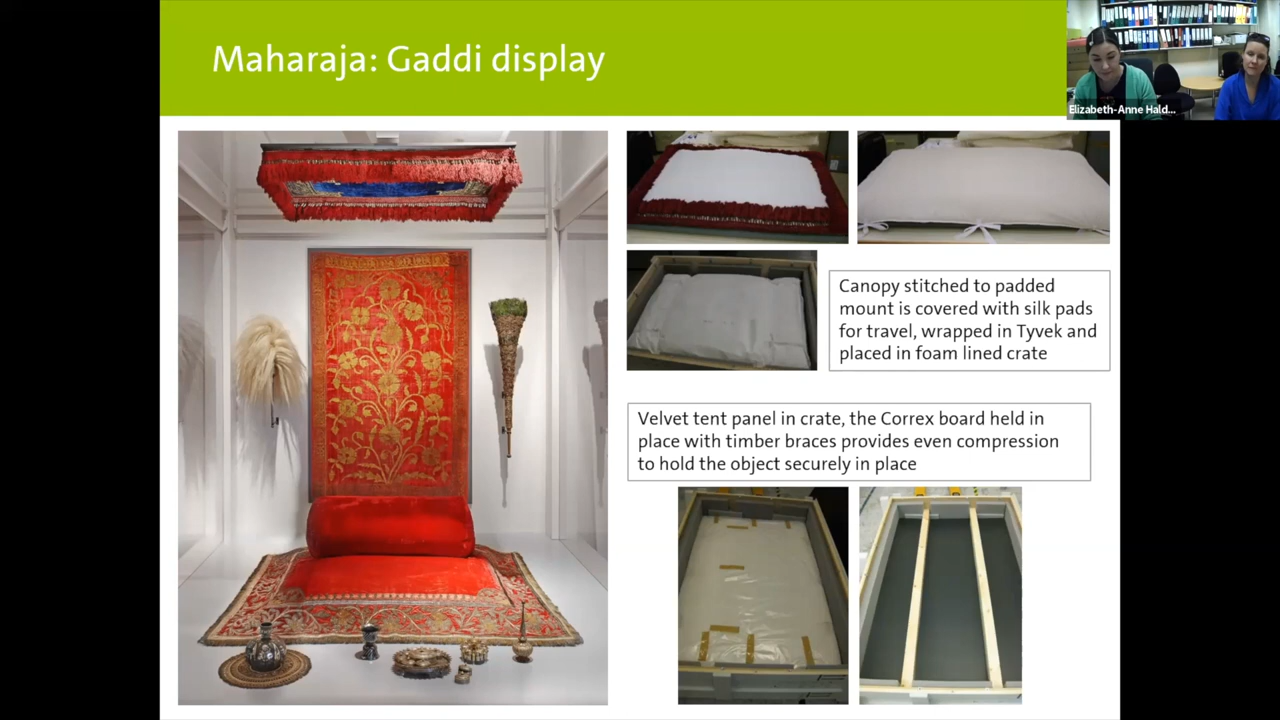 Maharaja: Gaddi display
Elizabeth-Anne Hald...
Canopy stitched to padded
mount is covered with silk pads
for travel, wrapped in Tyvek and
placed in foam lined crate
Velvet tent panel in crate, the Correx board held in
place with timber braces provides even compression
to hold the object securely in place